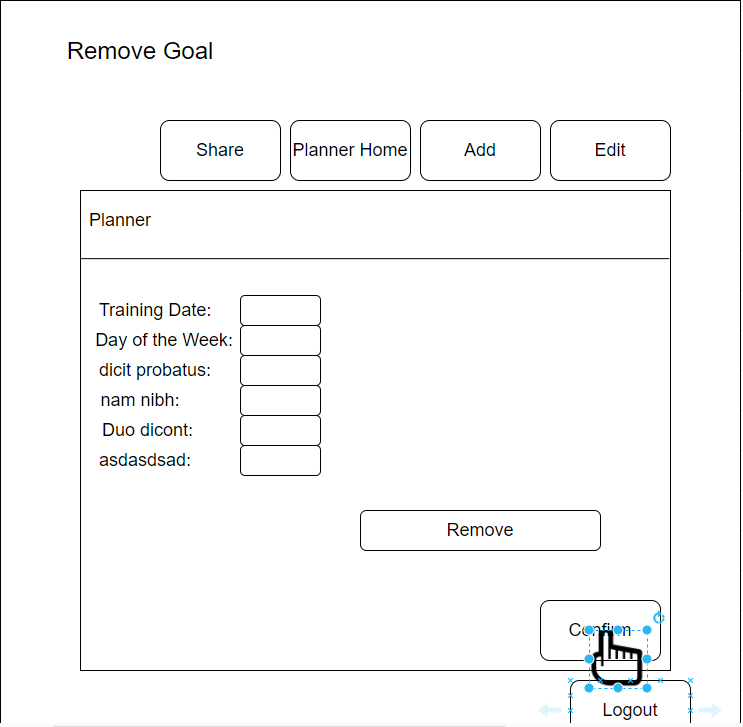 Remove Goal
Share
Planner Home
Add
Edit
Planner
Training Date:
Day of the Week:
dicit probatus:
nam nibh:
Duo dicont:
asdasdsad:
Remove
Confirm
Logout